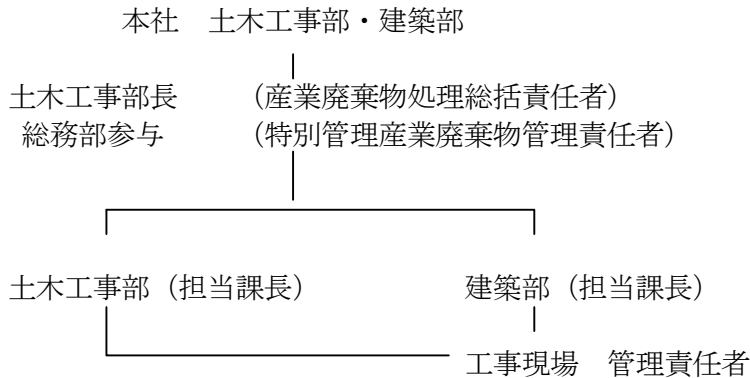 本社　土木工事部・建築部
土木工事部長　（産業廃棄物処理総括責任者）
総務部参与　（特別管理産業廃棄物管理責任者）
土木工事部（担当課長）　建築部（担当課長）
工事現場　管理責任者